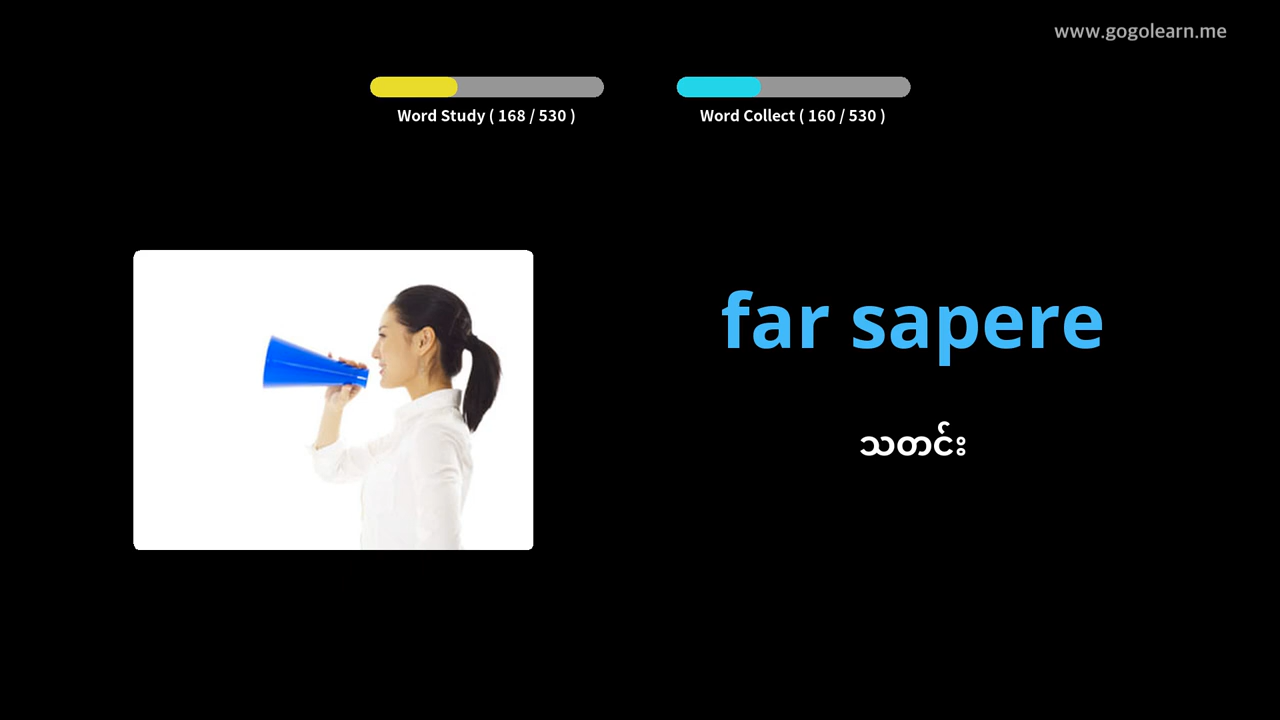 www.gogolearn.me
Word Study ( 168 / 530 )
Word Collect ( 160 / 530 )
far sapere
သတင်း